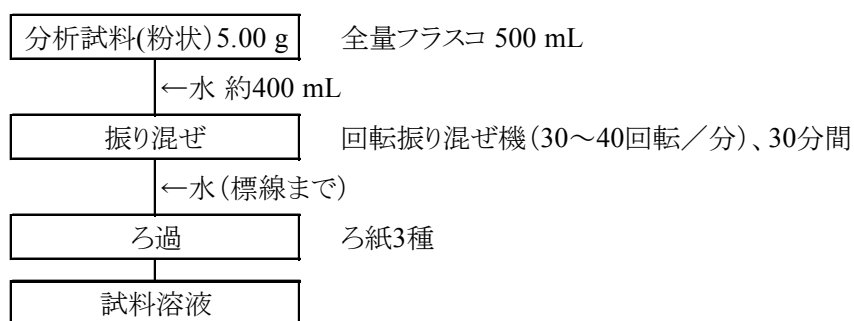 分析試料(粉状)5.00 g 全量フラスコ 500 mL
←水 約400 mL
振り混ぜ 回転振り混ぜ機(30～40回転／分)、30分間
←水(標線まで)
ろ過 ろ紙3種
試料溶液